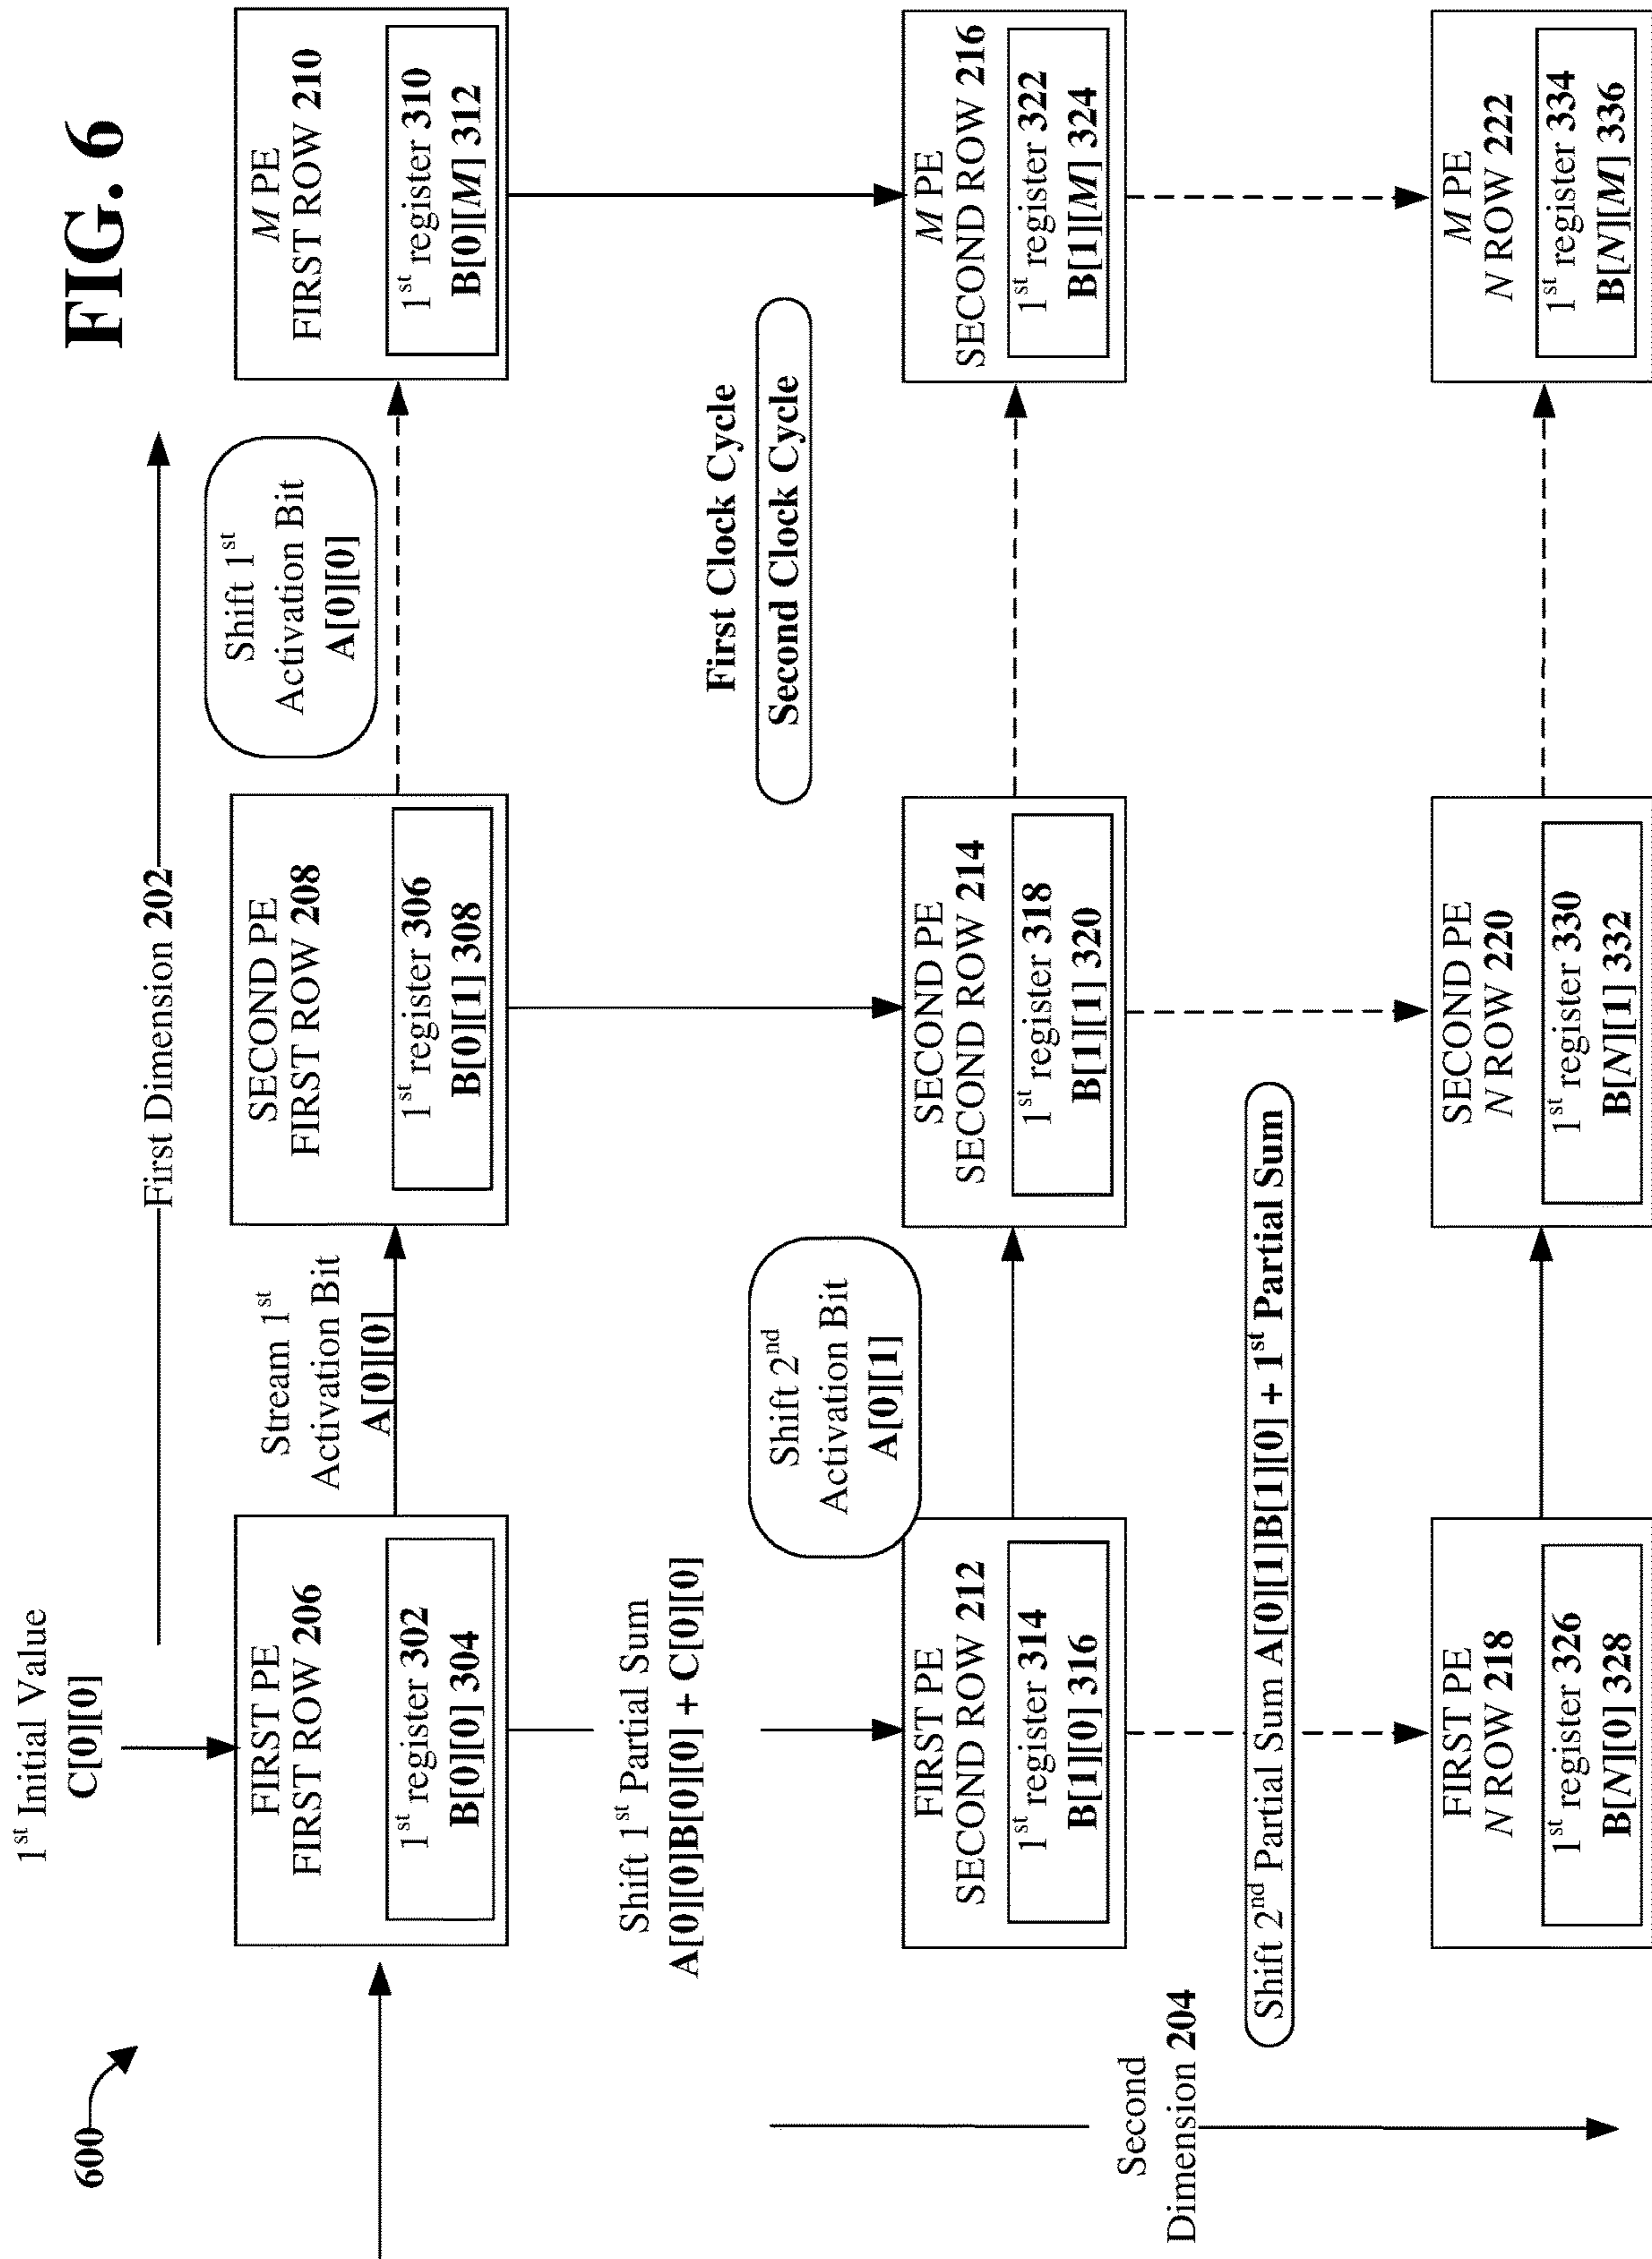 FIG. 6
600
1st Initial Value
C[0][0]
First Dimension 202
FIRST PE
FIRST ROW 206
1st register 302
B[0][0] 304
Stream 1st
Activation Bit
A[0][0]
SECOND PE
FIRST ROW 208
1st register 306
B[0][1] 308
Shift 1st
Activation Bit
A[0][0]
M PE
FIRST ROW 210
1st register 310
B[0][M] 312
Shift 1st Partial Sum
A[0][0]B[0][0] + C[0][0]
First Clock Cycle
Second Clock Cycle
FIRST PE
SECOND ROW 212
1st register 314
B[1][0] 316
Shift 2nd
Activation Bit
A[0][1]
SECOND PE
SECOND ROW 214
1st register 318
B[1][1] 320
M PE
SECOND ROW 216
1st register 322
B[1][M] 324
Second
Dimension 204
Shift 2nd Partial Sum A[0][1]B[1][0] + 1st Partial Sum
FIRST PE
N ROW 218
1st register 326
B[N][0] 328
SECOND PE
N ROW 220
1st register 330
B[N][1] 332
M PE
N ROW 222
1st register 334
B[N][M] 336